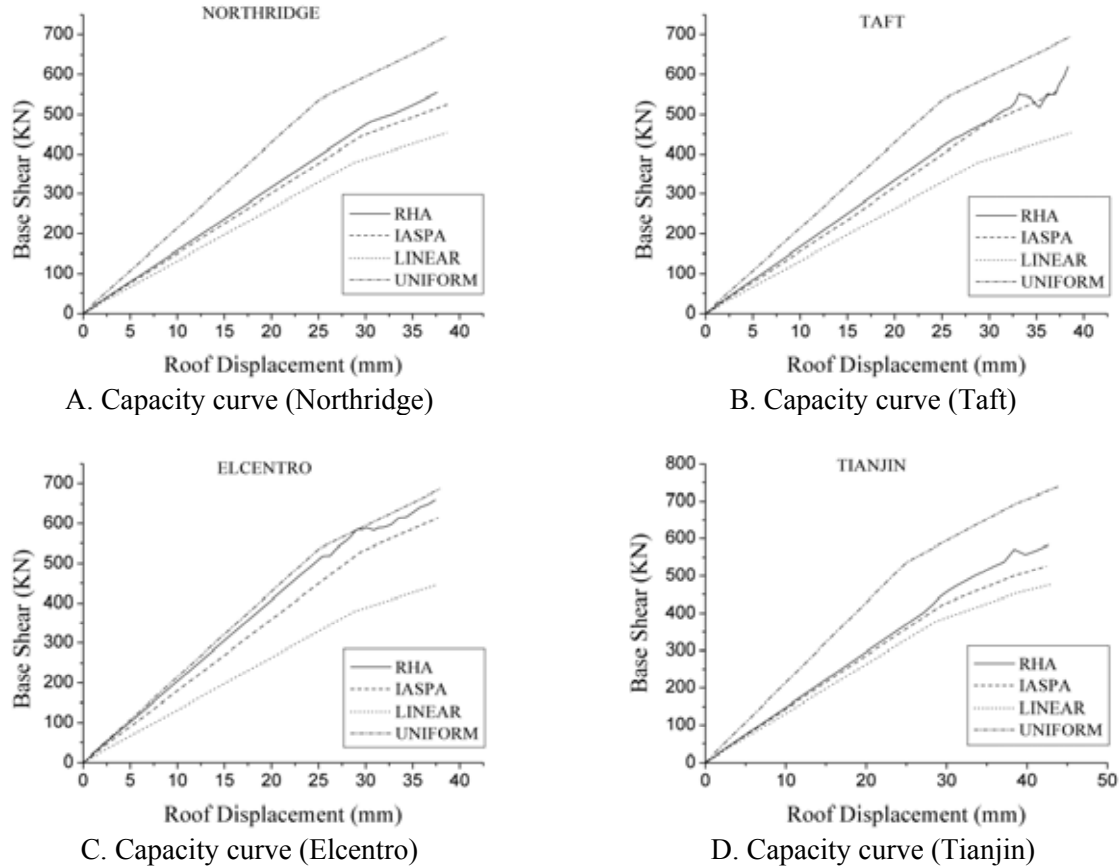 NORTHRIDGE
700
600
500
400
300
200
100
0
Base Shear (KN)
RHA
IASPA
LINEAR
UNIFORM
0 5 10 15 20 25 30 35 40
Roof Displacement (mm)
A. Capacity curve (Northridge)
TAFT
700
600
500
400
300
200
100
0
Base Shear (KN)
RHA
IASPA
LINEAR
UNIFORM
0 5 10 15 20 25 30 35 40
Roof Displacement (mm)
B. Capacity curve (Taft)
ELCENTRO
700
600
500
400
300
200
100
0
Base Shear (KN)
RHA
IASPA
LINEAR
UNIFORM
0 5 10 15 20 25 30 35 40
Roof Displacement (mm)
C. Capacity curve (Elcentro)
TIANJIN
800
700
600
500
400
300
200
100
0
Base Shear (KN)
RHA
IASPA
LINEAR
UNIFORM
0 10 20 30 40 50
Roof Displacement (mm)
D. Capacity curve (Tianjin)